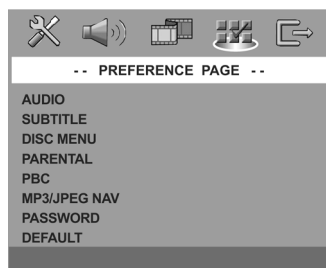 -- PREFERENCE PAGE --
AUDIO
SUBTITLE
DISC MENU
PARENTAL
PBC
MP3/JPEG NAV
PASSWORD
DEFAULT